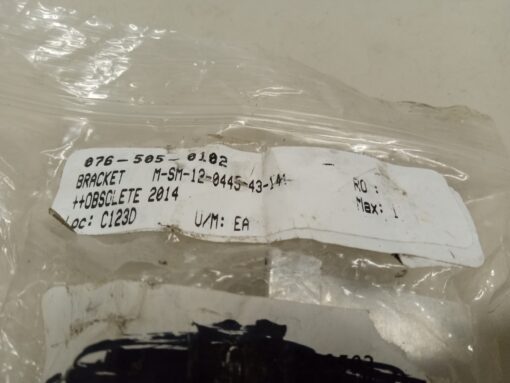 076-505-0102
BRACKET M-SM-12-0445-43-141 RO :
++OBSOLETE 2014 Max: 1
Loc: C123D U/M: EA